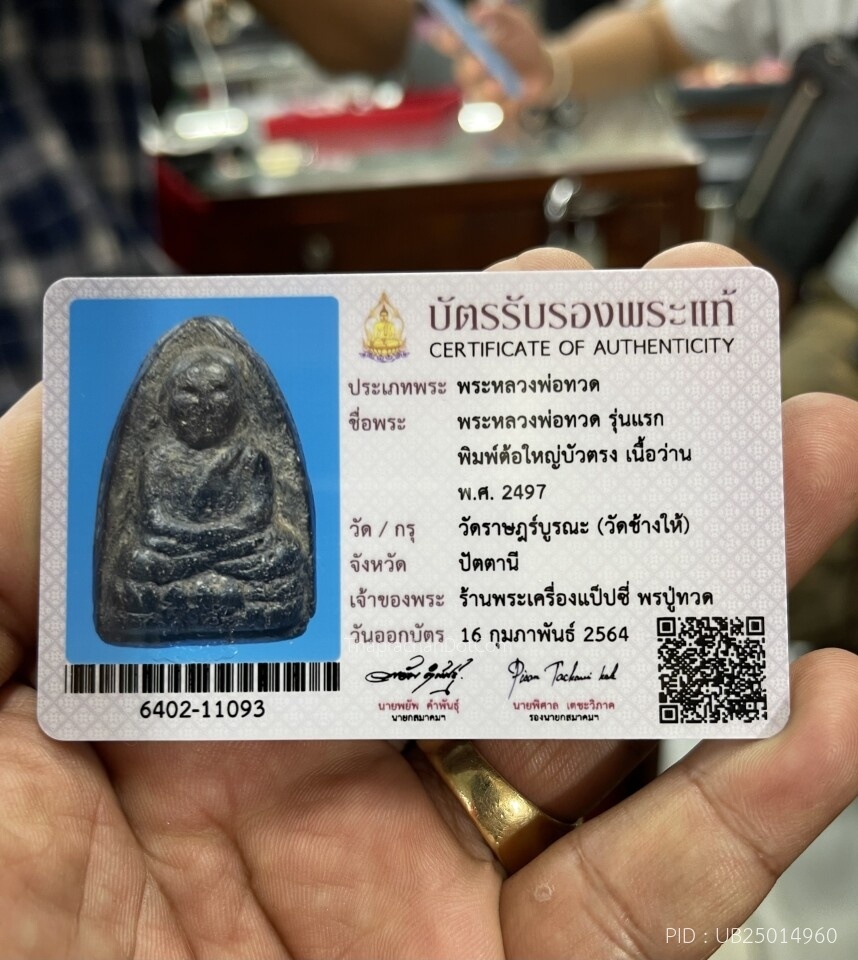 บัตรรับรองพระแท้
CERTIFICATE OF AUTHENTICITY
ประเภทพระ พระหลวงพ่อทวด
ชื่อพระ พระหลวงพ่อทวด รุ่นแรก
พิมพ์ต้อใหญ่บัวตรง เนื้อว่าน
พ.ศ. 2497
วัด / กรุ วัดราษฎร์บูรณะ (วัดช้างให้)
จังหวัด ปัตตานี
เจ้าของพระ ร้านพระเครื่องแป็ปซี่ พรปู่ทวด
วันออกบัตร 16 กุมภาพันธ์ 2564
6402-11093
นายพยัพ คำพันธุ์
นายกสมาคมฯ
นายพิศาล เตชะวิภาค
รองนายกสมาคมฯ
PID : UB25014960